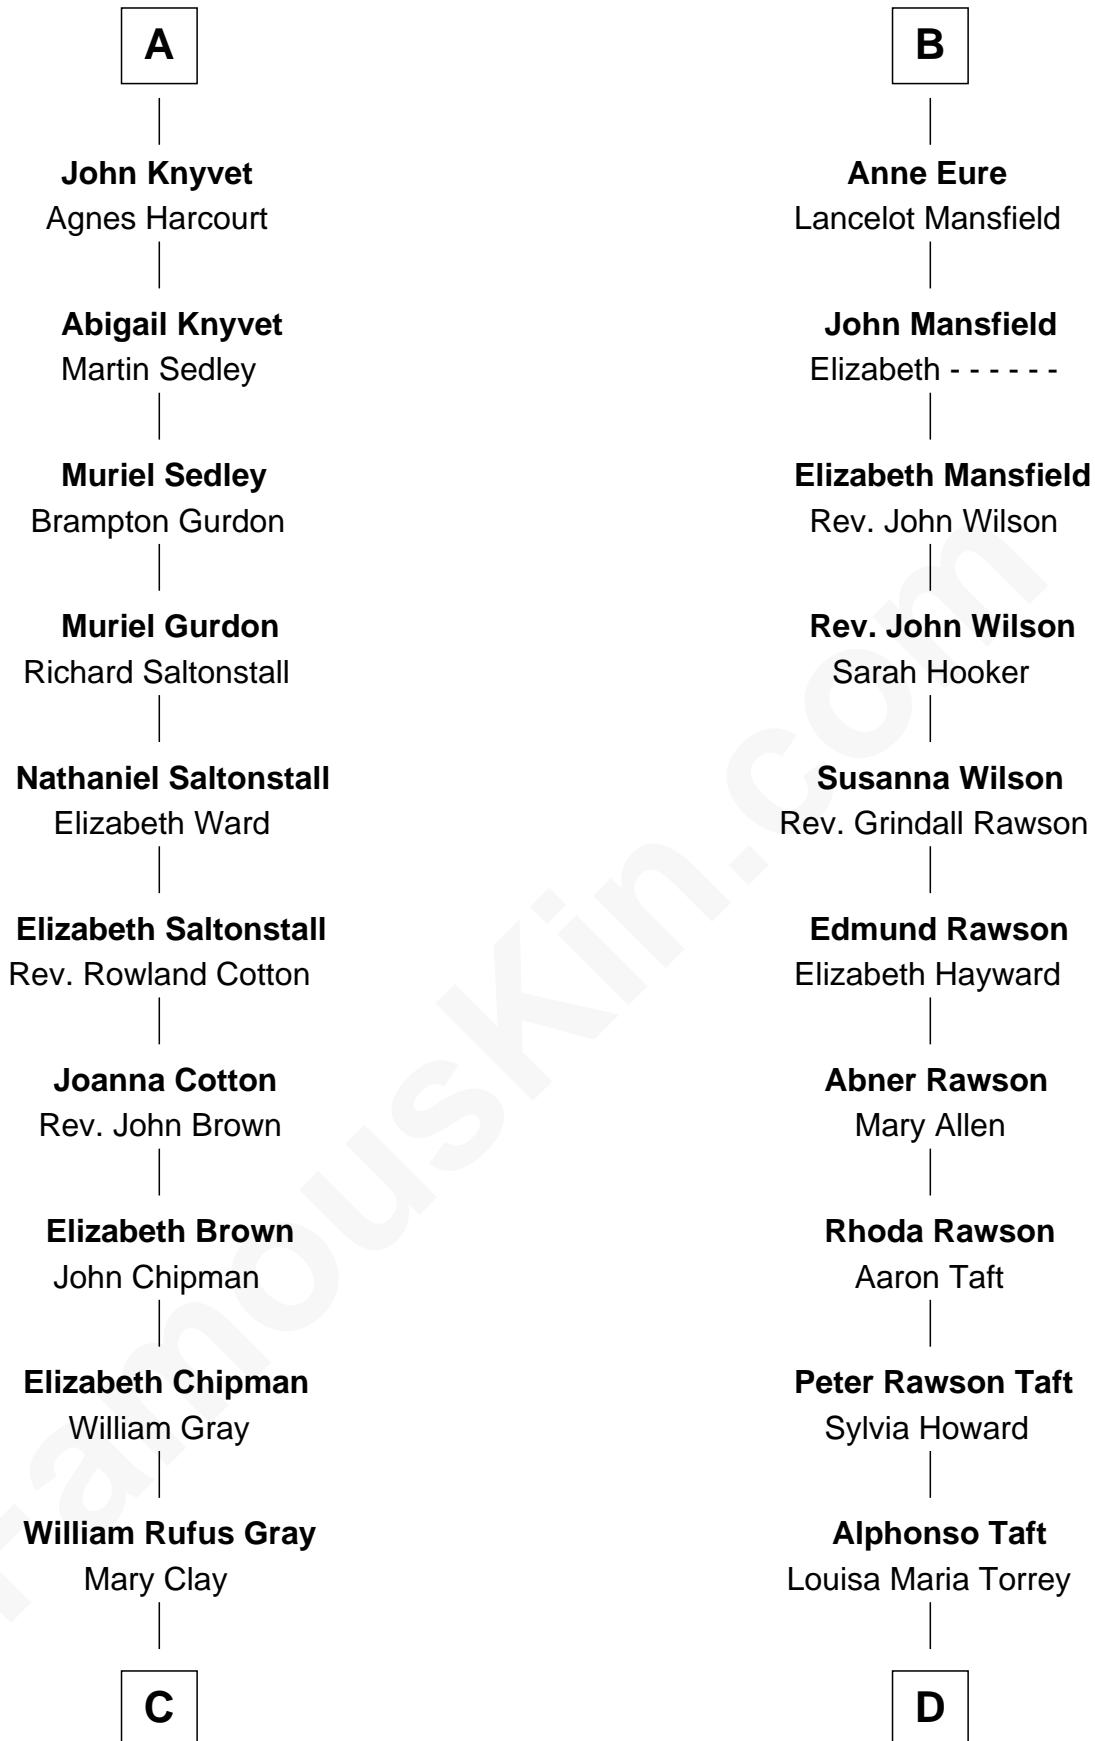 A
John Knyvet
Agnes Harcourt
Abigail Knyvet
Martin Sedley
Muriel Sedley
Brampton Gurdon
Muriel Gurdon
Richard Saltonstall
Nathaniel Saltonstall
Elizabeth Ward
Elizabeth Saltonstall
Rev. Rowland Cotton
Joanna Cotton
Rev. John Brown
Elizabeth Brown
John Chipman
Elizabeth Chipman
William Gray
William Rufus Gray
Mary Clay
C
B
Anne Eure
Lancelot Mansfield
John Mansfield
Elizabeth - - - - - -
Elizabeth Mansfield
Rev. John Wilson
Rev. John Wilson
Sarah Hooker
Susanna Wilson
Rev. Grindall Rawson
Edmund Rawson
Elizabeth Hayward
Abner Rawson
Mary Allen
Rhoda Rawson
Aaron Taft
Peter Rawson Taft
Sylvia Howard
Alphonso Taft
Louisa Maria Torrey
D
FamousKin.com